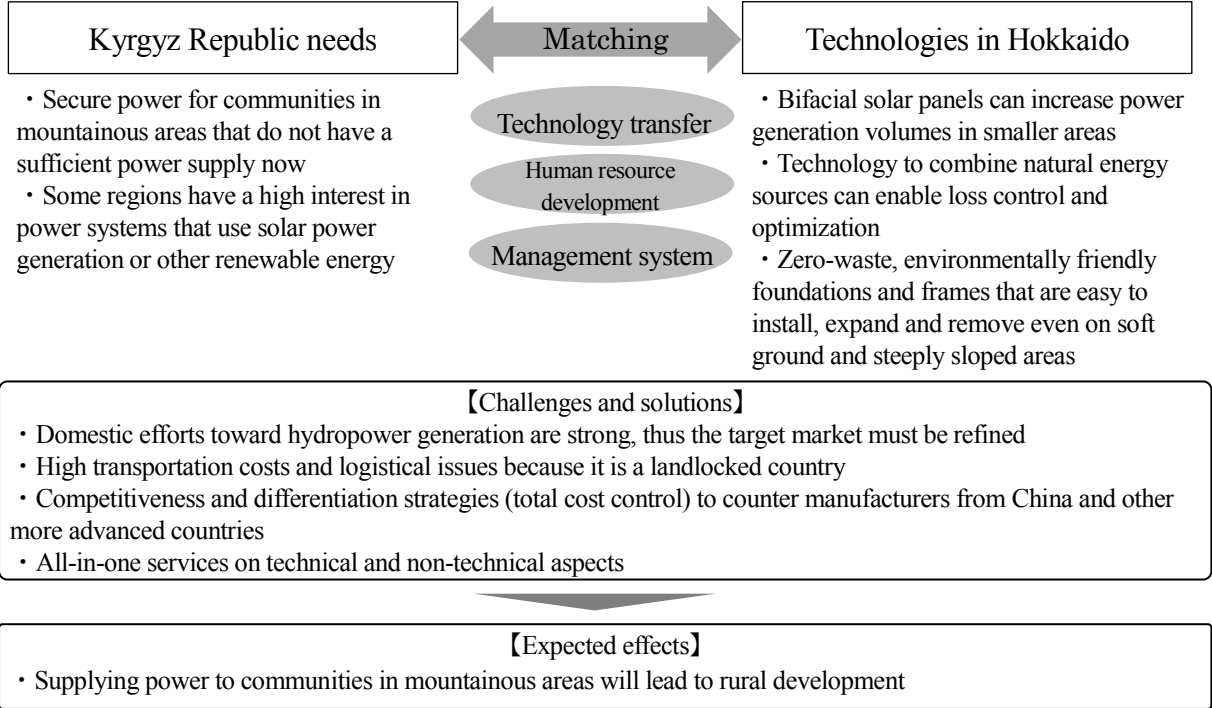 Kyrgyz Republic needs
Matching
Technologies in Hokkaido
・Secure power for communities in
mountainous areas that do not have a
sufficient power supply now
・Some regions have a high interest in
power systems that use solar power
generation or other renewable energy
Technology transfer
Human resource
development
Management system
・Bifacial solar panels can increase power
generation volumes in smaller areas
・Technology to combine natural energy
sources can enable loss control and
optimization
・Zero-waste, environmentally friendly
foundations and frames that are easy to
install, expand and remove even on soft
ground and steeply sloped areas
【Challenges and solutions】
・Domestic efforts toward hydropower generation are strong, thus the target market must be refined
・High transportation costs and logistical issues because it is a landlocked country
・Competitiveness and differentiation strategies (total cost control) to counter manufacturers from China and other
more advanced countries
・All-in-one services on technical and non-technical aspects
【Expected effects】
・Supplying power to communities in mountainous areas will lead to rural development